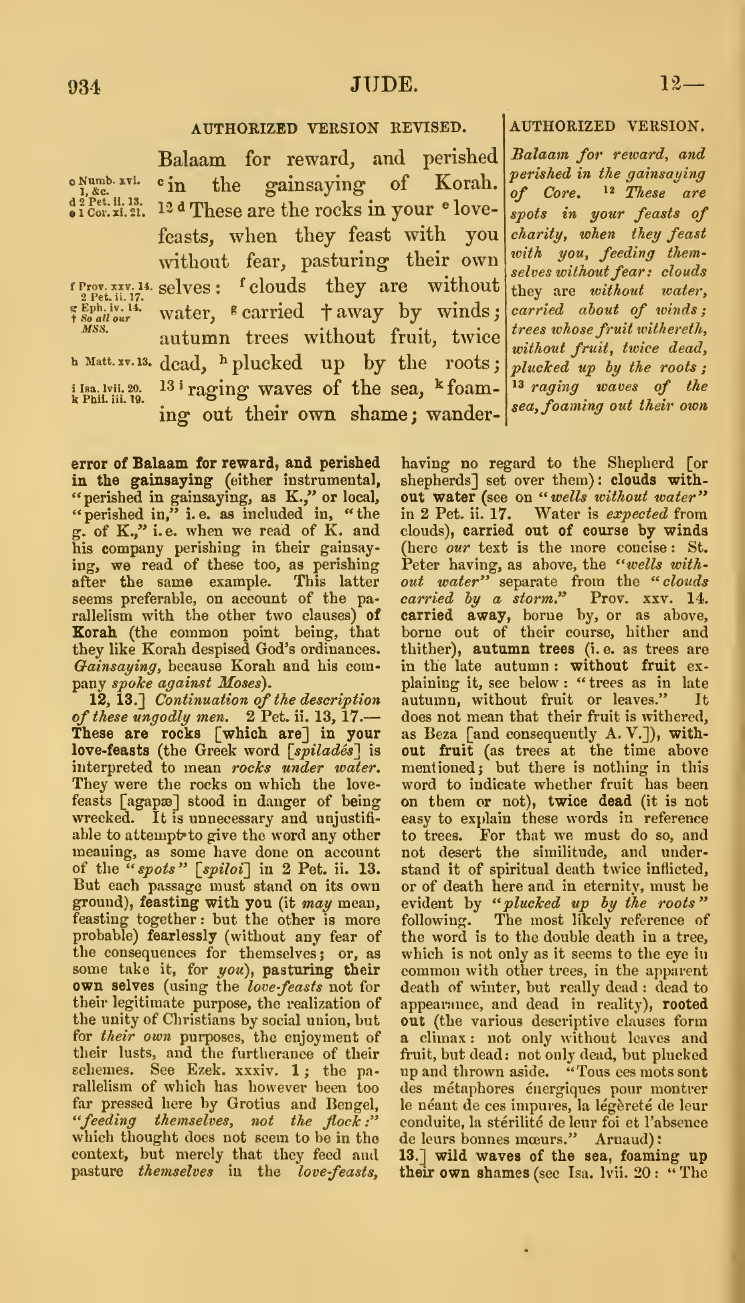 934
JUDE.
12—
AUTHORIZED VERSION REVISED.
Balaam for reward, and perished
c in the gainsaying of Korah.
12 d These are the rocks in your e love-
feasts, when they feast with you
without fear, pasturing their own
selves: f clouds they are without
water, g carried † away by winds;
autumn trees without fruit, twice
dead, h plucked up by the roots;
13 i raging waves of the sea, k foam-
ing out their own shame; wander-
c Numb. xvi.
1, &c.
d 2 Pet. ii. 13.
e 1 Cor. xi. 21.
f Prov. xxv. 14.
2 Pet. ii. 17.
g Eph. iv. 14.
† So all our
MSS.
h Matt. xv. 13.
i Isa. lvii. 20.
k Phil. iii. 19.
AUTHORIZED VERSION.
Balaam for reward, and
perished in the gainsaying
of Core. 12 These are
spots in your feasts of
charity, when they feast
with you, feeding them-
selves without fear: clouds
they are without water,
carried about of winds;
trees whose fruit withereth,
without fruit, twice dead,
plucked up by the roots;
13 raging waves of the
sea, foaming out their own
error of Balaam for reward, and perished
in the gainsaying (either instrumental,
“perished in gainsaying, as K.,” or local,
“perished in,” i. e. as included in, “the
g. of K.,” i. e. when we read of K. and
his company perishing in their gainsay-
ing, we read of these too, as perishing
after the same example. This latter
seems preferable, on account of the pa-
rallelism with the other two clauses) of
Korah (the common point being, that
they like Korah despised God's ordinances.
Gainsaying, because Korah and his com-
pany spoke against Moses).
12, 13.] Continuation of the description
of these ungodly men. 2 Pet. ii. 13, 17.—
These are rocks [which are] in your
love-feasts (the Greek word [spiladés] is
interpreted to mean rocks under water.
They were the rocks on which the love-
feasts [agapæ] stood in danger of being
wrecked. It is unnecessary and unjustifi-
able to attempt to give the word any other
meaning, as some have done on account
of the “spots” [spiloi] in 2 Pet. ii. 13.
But each passage must stand on its own
ground), feasting with you (it may mean,
feasting together: but the other is more
probable) fearlessly (without any fear of
the consequences for themselves; or, as
some take it, for you), pasturing their
own selves (using the love-feasts not for
their legitimate purpose, the realization of
the unity of Christians by social union, but
for their own purposes, the enjoyment of
their lusts, and the furtherance of their
schemes. See Ezek. xxxiv. 1; the pa-
rallelism of which has however been too
far pressed here by Grotius and Bengel,
“feeding themselves, not the flock:”
which thought does not seem to be in the
context, but merely that they feed and
pasture themselves in the love-feasts,
having no regard to the Shepherd [or
shepherds] set over them): clouds with-
out water (see on “wells without water”
in 2 Pet. ii. 17. Water is expected from
clouds), carried out of course by winds
(here our text is the more concise: St.
Peter having, as above, the “wells with-
out water” separate from the “clouds
carried by a storm.” Prov. xxv. 14.
carried away, borne by, or as above,
borne out of their course, hither and
thither), autumn trees (i. e. as trees are
in the late autumn: without fruit ex-
plaining it, see below: “trees as in late
autumn, without fruit or leaves.” It
does not mean that their fruit is withered,
as Beza [and consequently A. V.]), with-
out fruit (as trees at the time above
mentioned; but there is nothing in this
word to indicate whether fruit has been
on them or not), twice dead (it is not
easy to explain these words in reference
to trees. For that we must do so, and
not desert the similitude, and under-
stand it of spiritual death twice inflicted,
or of death here and in eternity, must be
evident by “plucked up by the roots”
following. The most likely reference of
the word is to the double death in a tree,
which is not only as it seems to the eye in
common with other trees, in the apparent
death of winter, but really dead: dead to
appearance, and dead in reality), rooted
out (the various descriptive clauses form
a climax: not only without leaves and
fruit, but dead: not only dead, but plucked
up and thrown aside. “Tous ces mots sont
des métaphores énergiques pour montrer
le néant de ces impures, la légèreté de leur
conduite, la stérilité de leur foi et l'absence
de leurs bonnes mœurs.” Arnaud):
13.] wild waves of the sea, foaming up
their own shames (see Isa. lvii. 20: “The